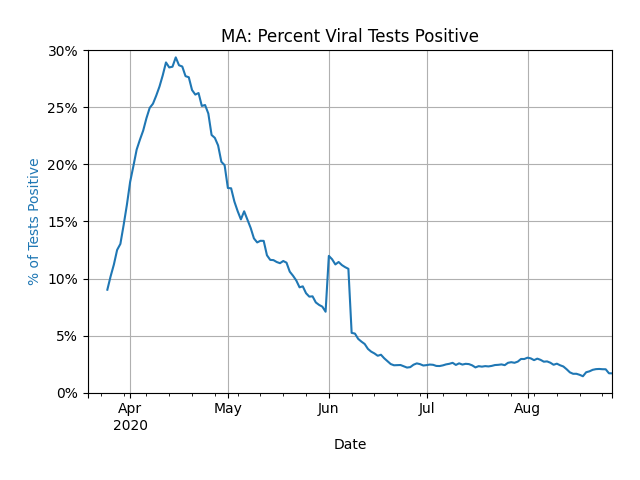 MA: Percent Viral Tests Positive
30%
25%
20%
15%
10%
5%
0%
% of Tests Positive
Apr
2020
May
Jun
Jul
Aug
Date